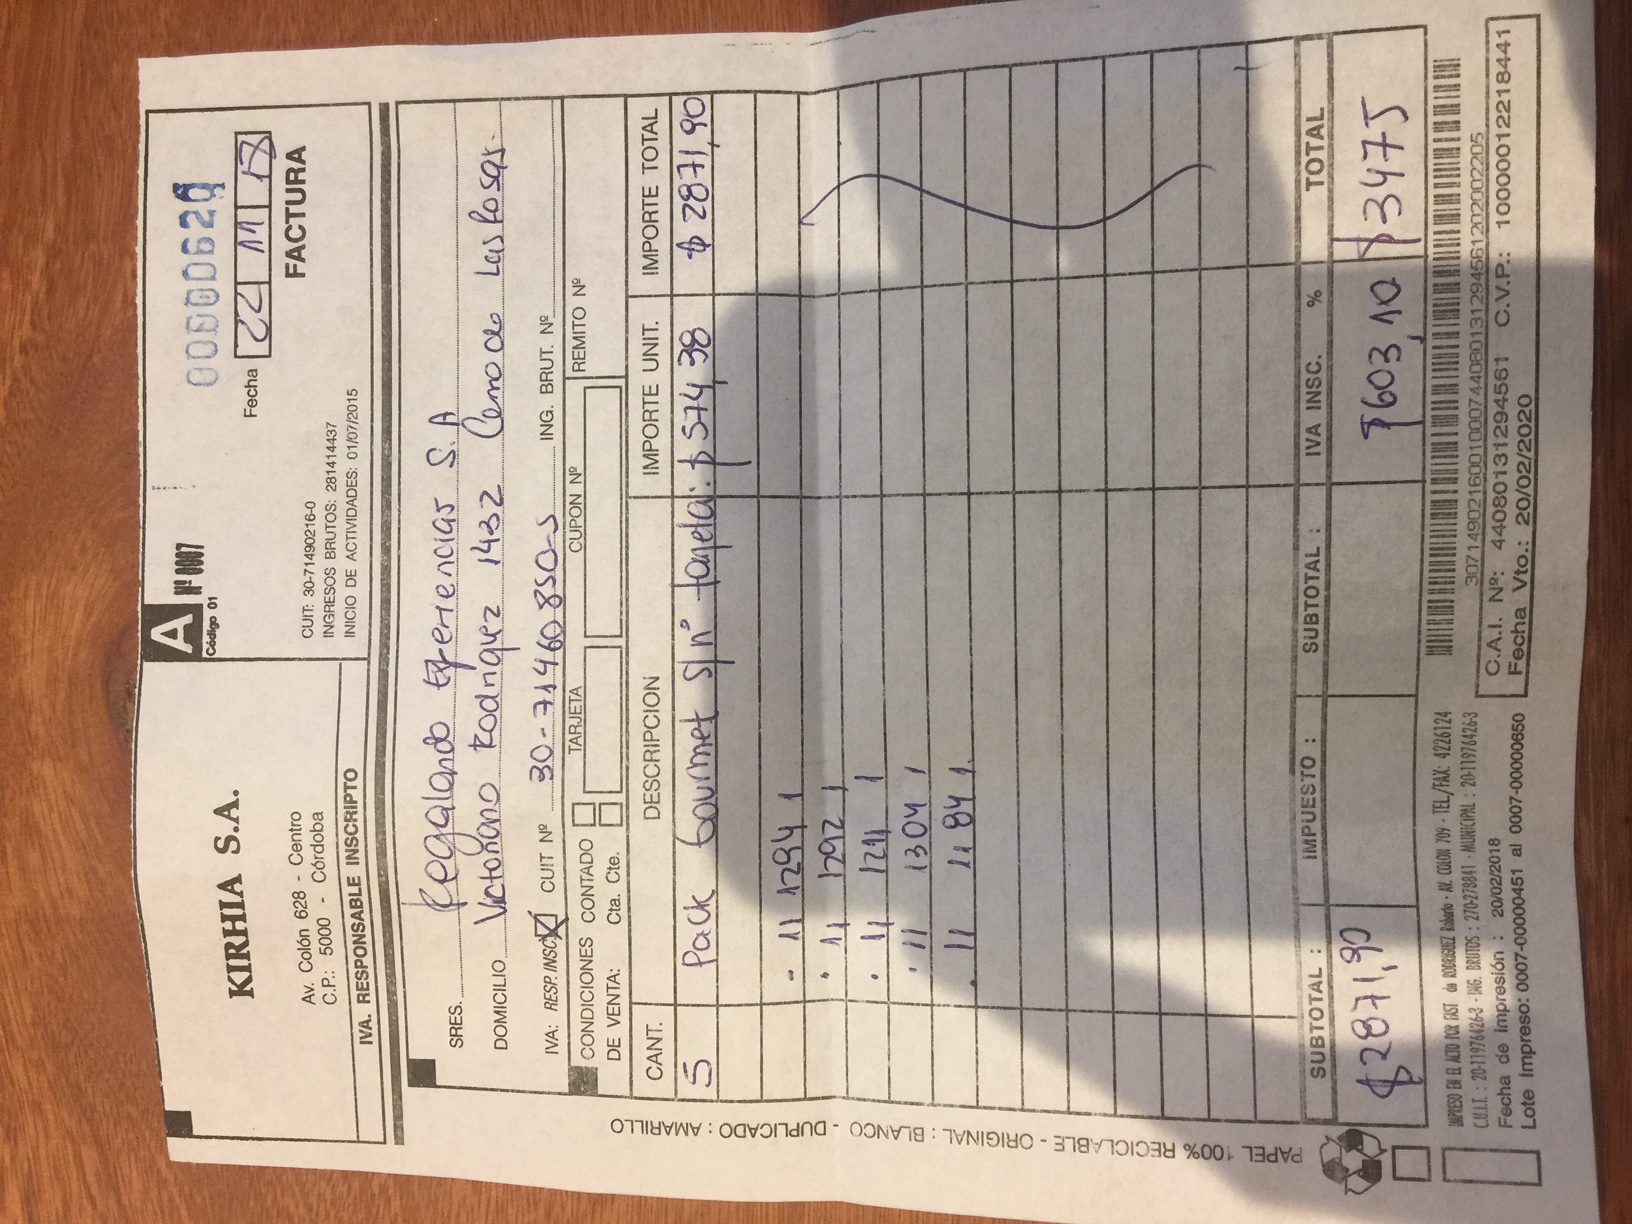 KIRHIA S.A.
Av. Colón 628 - Centro
C.P.: 5000 - Córdoba
IVA. RESPONSABLE INSCRIPTO
A
Código 01
Nº 0007
Fecha 22 11 18
FACTURA
CUIT: 30-71490216-0
INGRESOS BRUTOS: 281414437
INICIO DE ACTIVIDADES: 01/07/2015
SRES. Regalando Experiencias S.A
DOMICILIO Victoriano Rodriguez 1432 Cerro de Las Rosas.
IVA: RESP. INSC. CUIT Nº 30-71460850-5 ING. BRUT. Nº
CONDICIONES CONTADO TARJETA CUPON Nº REMITO Nº
DE VENTA: Cta. Cte.
CANT. DESCRIPCION IMPORTE UNIT. IMPORTE TOTAL
5 Pack Gourmet s/nº tarjeta: $ 574,38 $ 2871,90
- 11 1294 1
· 11 1292 1
· 11 1211 1
· 11 1304 1
. 11 1184 1.
SUBTOTAL : IMPUESTO : SUBTOTAL : IVA INSC. % TOTAL
$2871,90 $603,10 $3475
PAPEL 100% RECICLABLE - ORIGINAL : BLANCO - DUPLICADO : AMARILLO
IMPRESO EN EL ACTO POR FAST de RODRIGUEZ Roberto - AV. COLON 709 - TEL./FAX: 4226124
C.U.I.T. : 20-11976426-3 - ING. BRUTOS : 270-278841 - MUNICIPAL : 20-11976426-3
Fecha de Impresión : 20/02/2018
Lote Impreso: 0007-00000451 al 0007-00000650
307149021600100074408013129456120200220​5
C.A.I. Nº: 44080131294561 C.V.P.: 10000012218441
Fecha Vto.: 20/02/2020